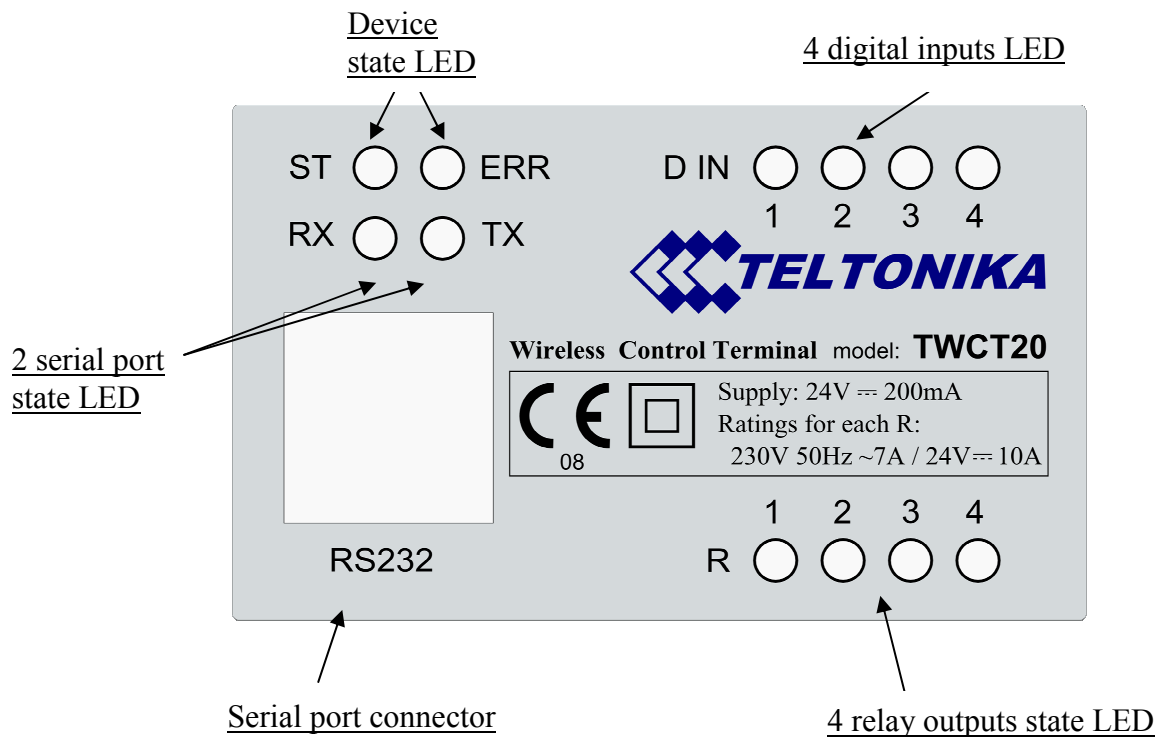 Device
state LED
4 digital inputs LED
ST ERR
D IN
1 2 3 4
RX TX
TELTONIKA
2 serial port
state LED
Wireless Control Terminal model: TWCT20
CE
08
Supply: 24V ⎓ 200mA
Ratings for each R:
230V 50Hz ~7A / 24V⎓ 10A
1 2 3 4
R
RS232
Serial port connector
4 relay outputs state LED